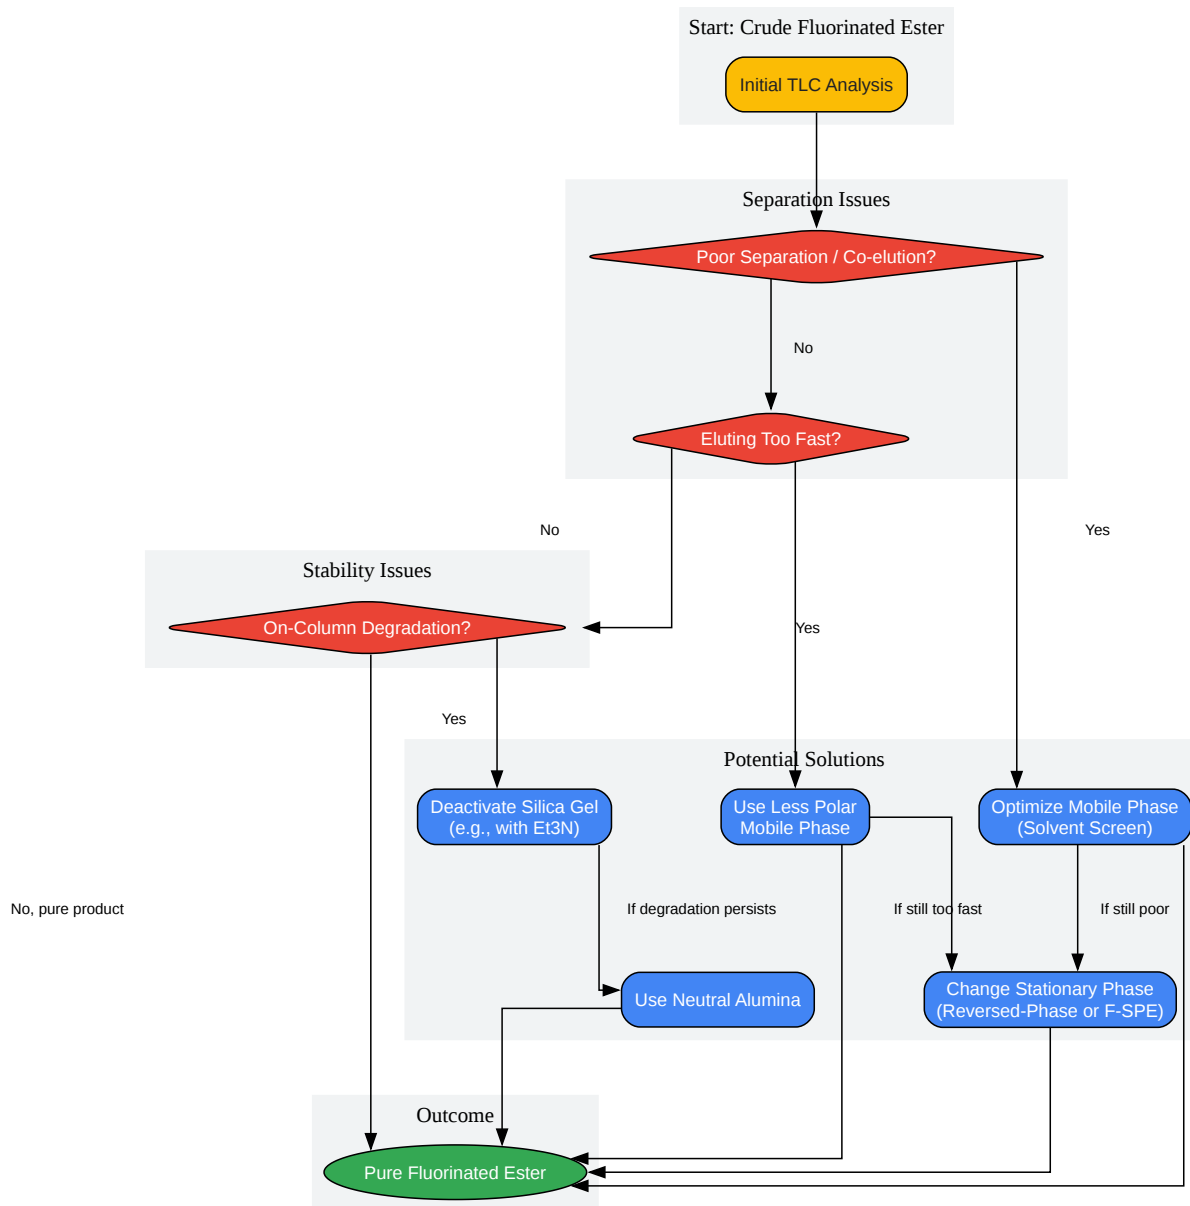 Start: Crude Fluorinated Ester
Initial TLC Analysis
Separation Issues
Poor Separation / Co-elution?
No
Eluting Too Fast?
No
Yes
Stability Issues
On-Column Degradation?
Yes
Yes
Potential Solutions
Deactivate Silica Gel
(e.g., with Et3N)
Use Less Polar
Mobile Phase
Optimize Mobile Phase
(Solvent Screen)
No, pure product
If degradation persists
If still too fast
If still poor
Use Neutral Alumina
Change Stationary Phase
(Reversed-Phase or F-SPE)
Outcome
Pure Fluorinated Ester